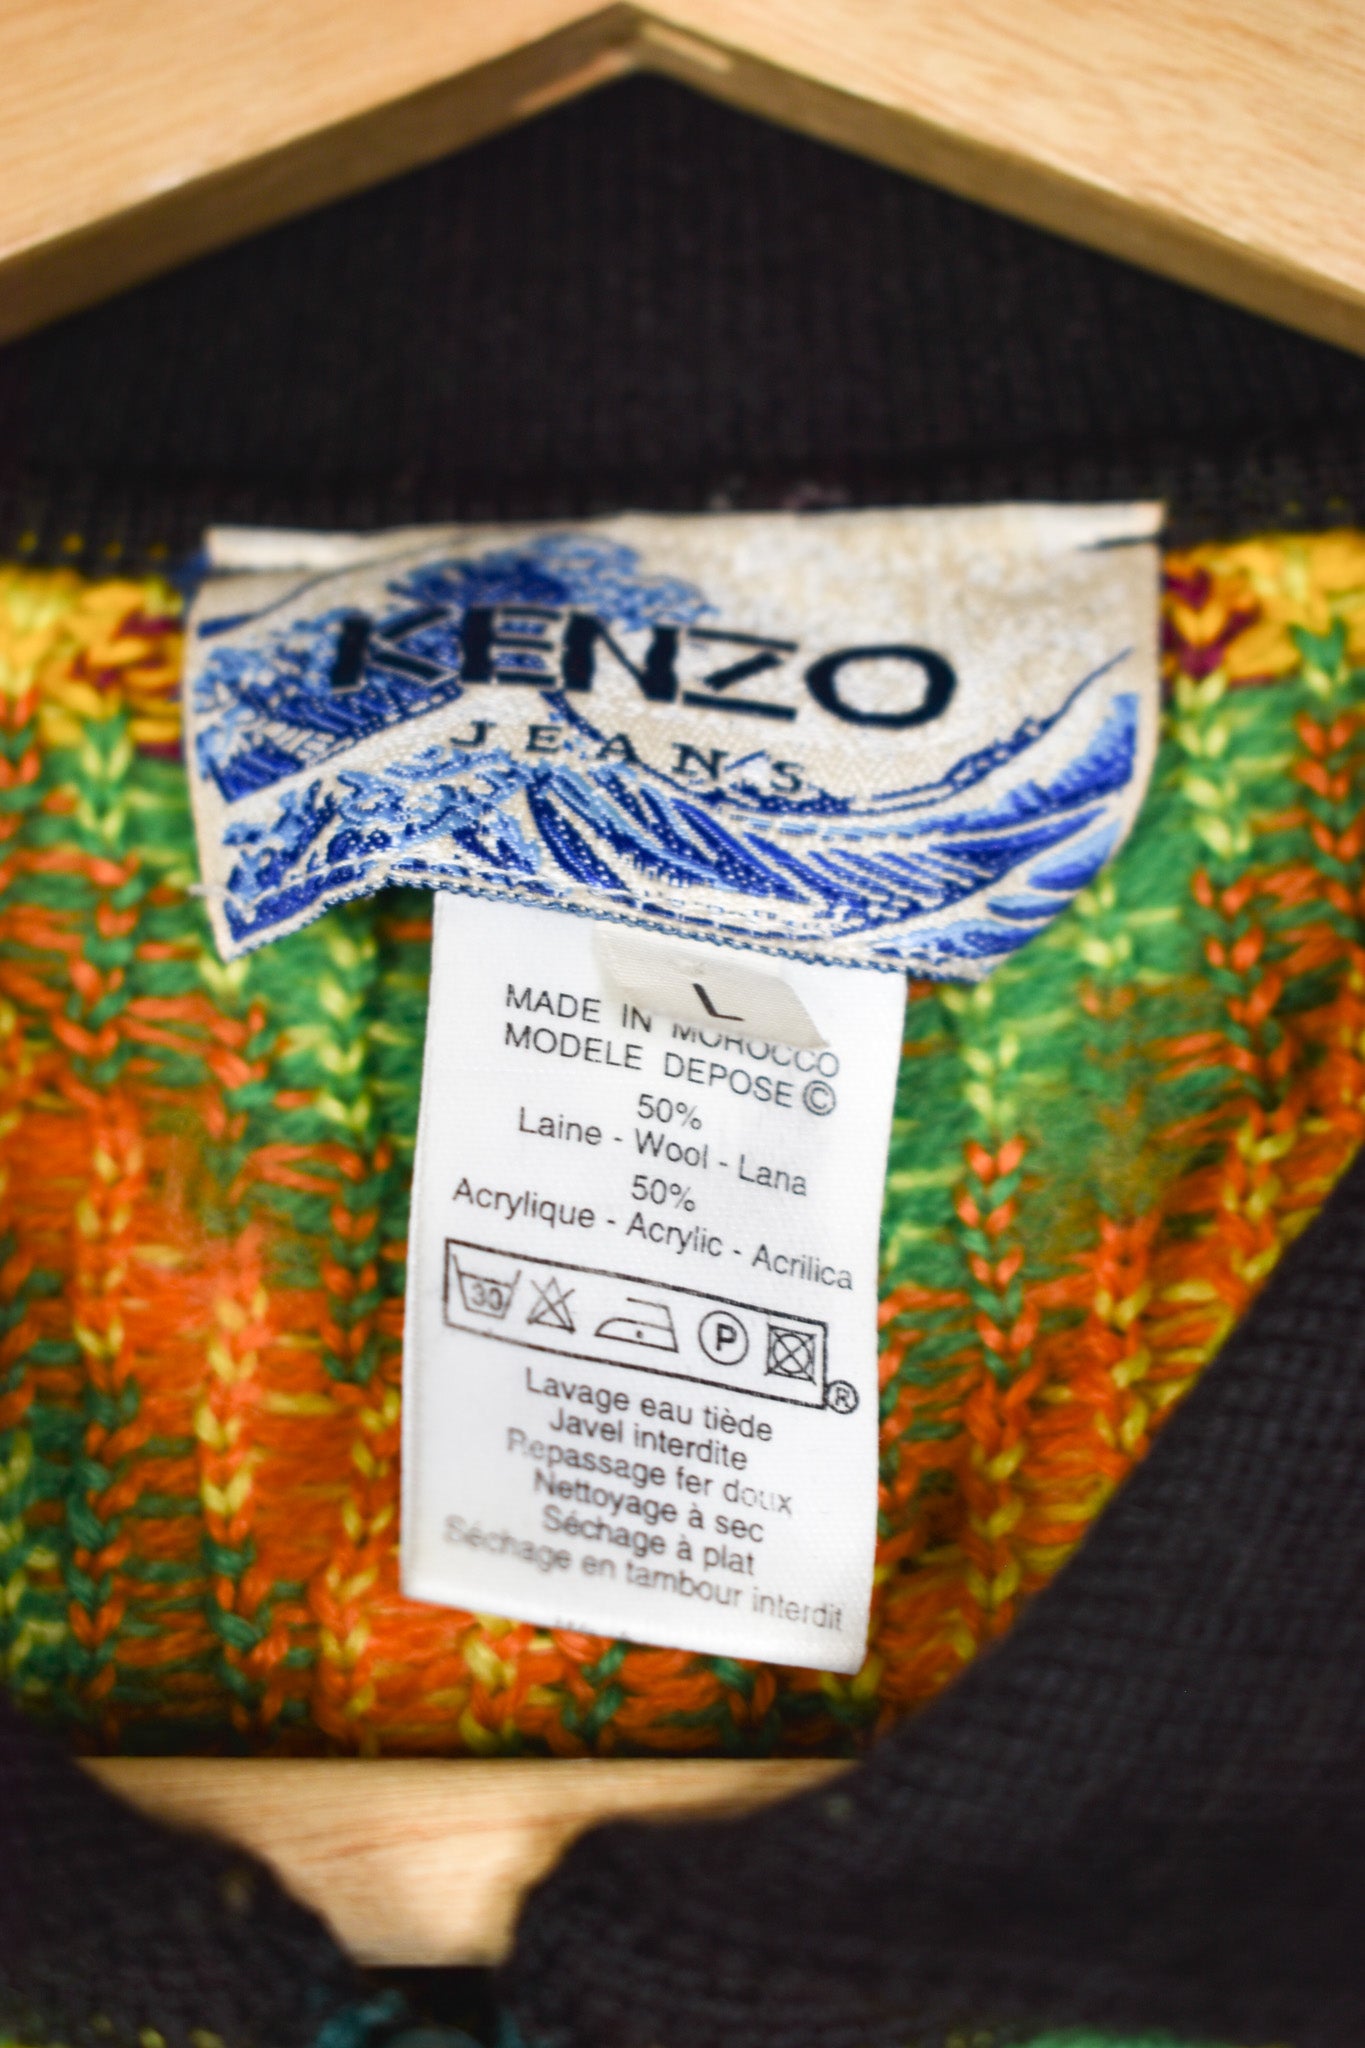 KENZO
JEANS
L
MADE IN MOROCCO
MODELE DEPOSE ©
50%
Laine - Wool - Lana
50%
Acrylique - Acrylic - Acrilica
30 P
®
Lavage eau tiède
Javel interdite
Repassage fer doux
Nettoyage à sec
Séchage à plat
Séchage en tambour interdit